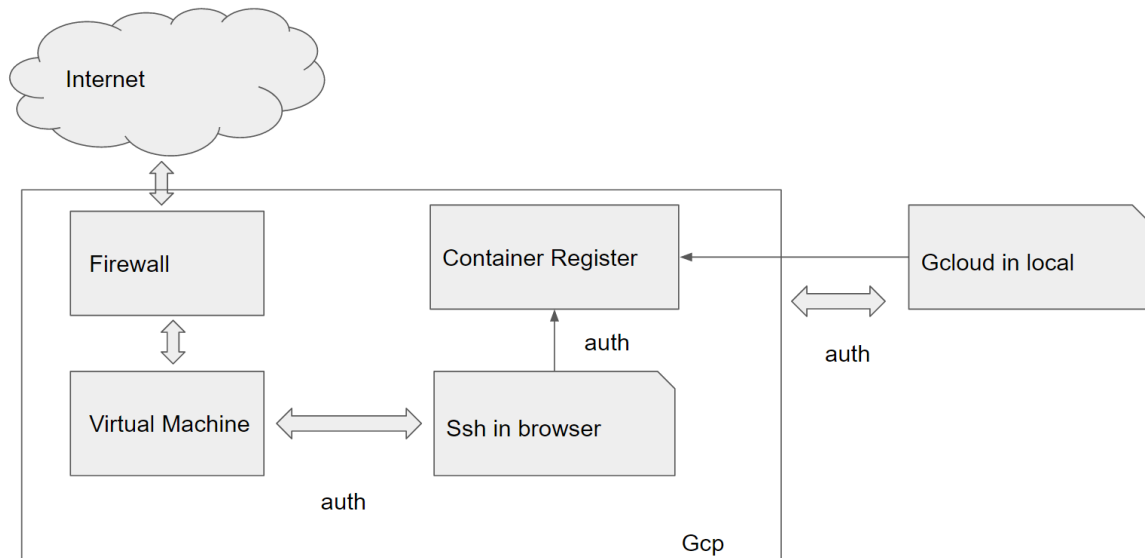 Internet
Firewall
Container Register
Gcloud in local
auth
auth
Virtual Machine
Ssh in browser
auth
Gcp